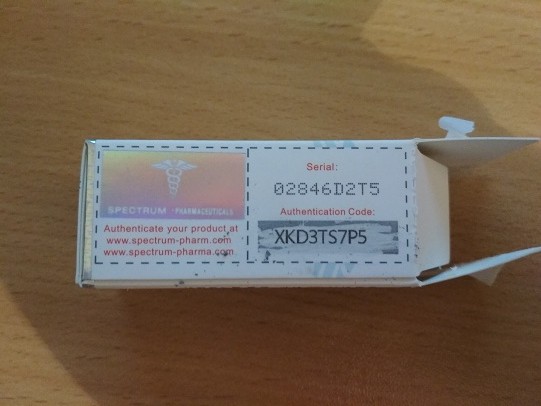 SPECTRUM PHARMACEUTICALS
Authenticate your product at
www.spectrum-pharm.com
www.spectrum-pharma.com
Serial:
02846D2T5
Authentication Code:
XKD3TS7P5